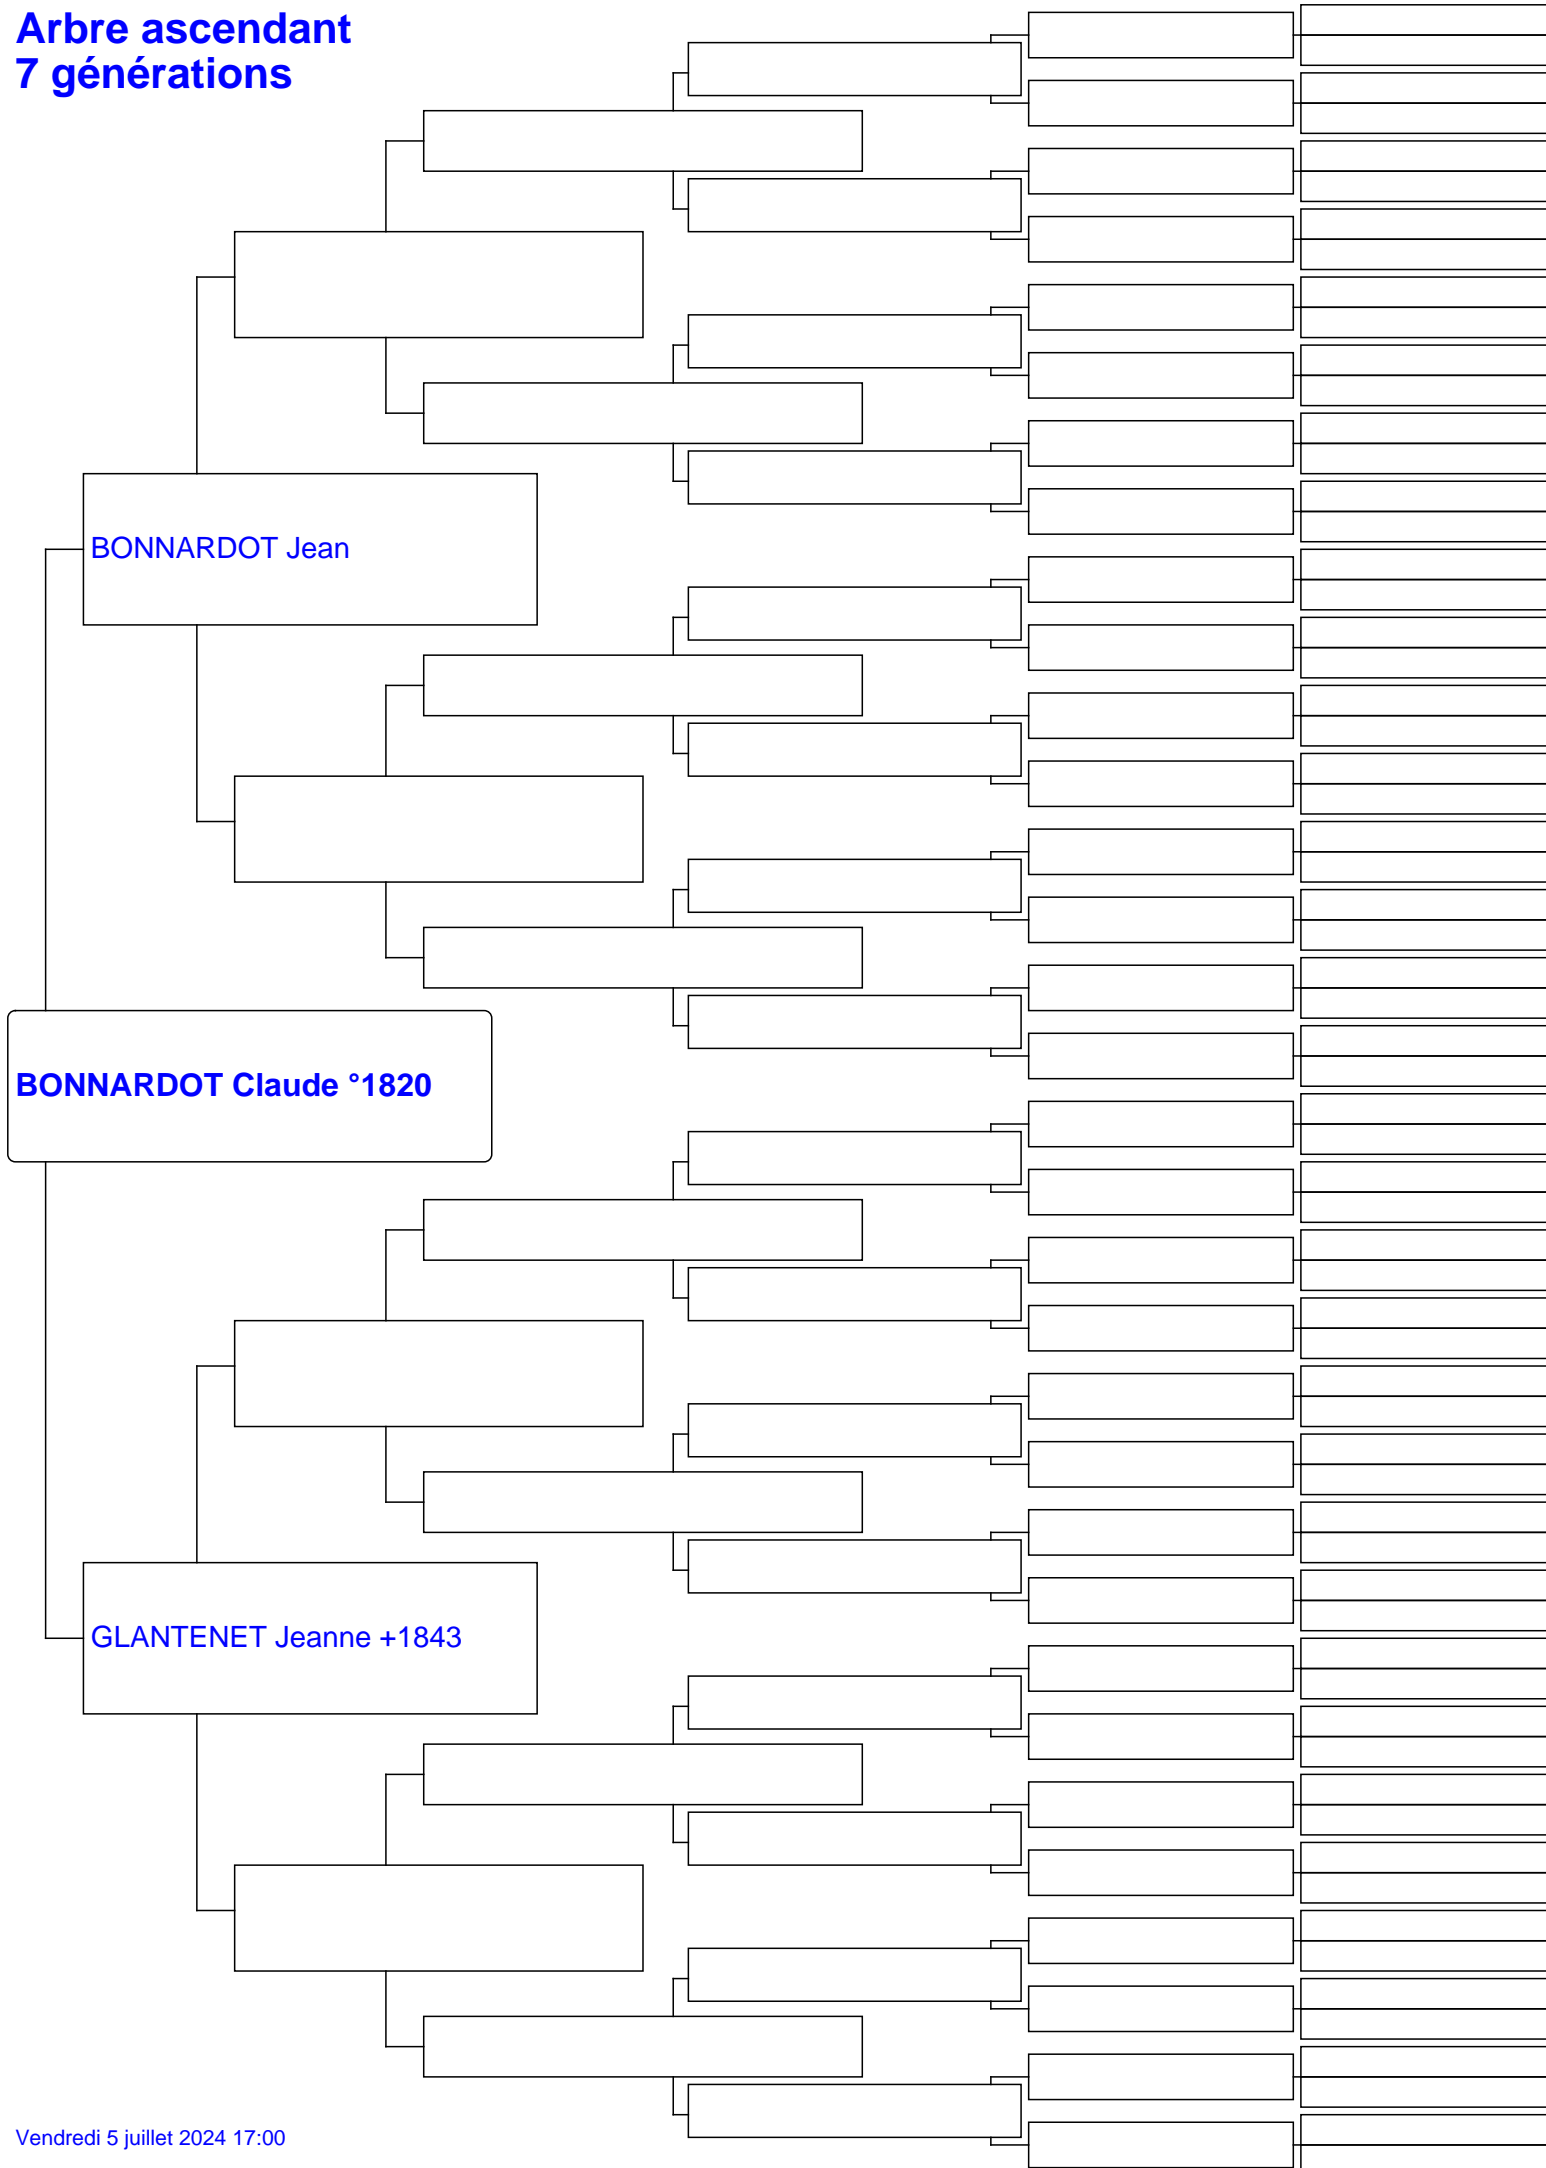 Arbre ascendant
7 générations
BONNARDOT Jean
BONNARDOT Claude °1820
GLANTENET Jeanne +1843
Vendredi 5 juillet 2024 17:00